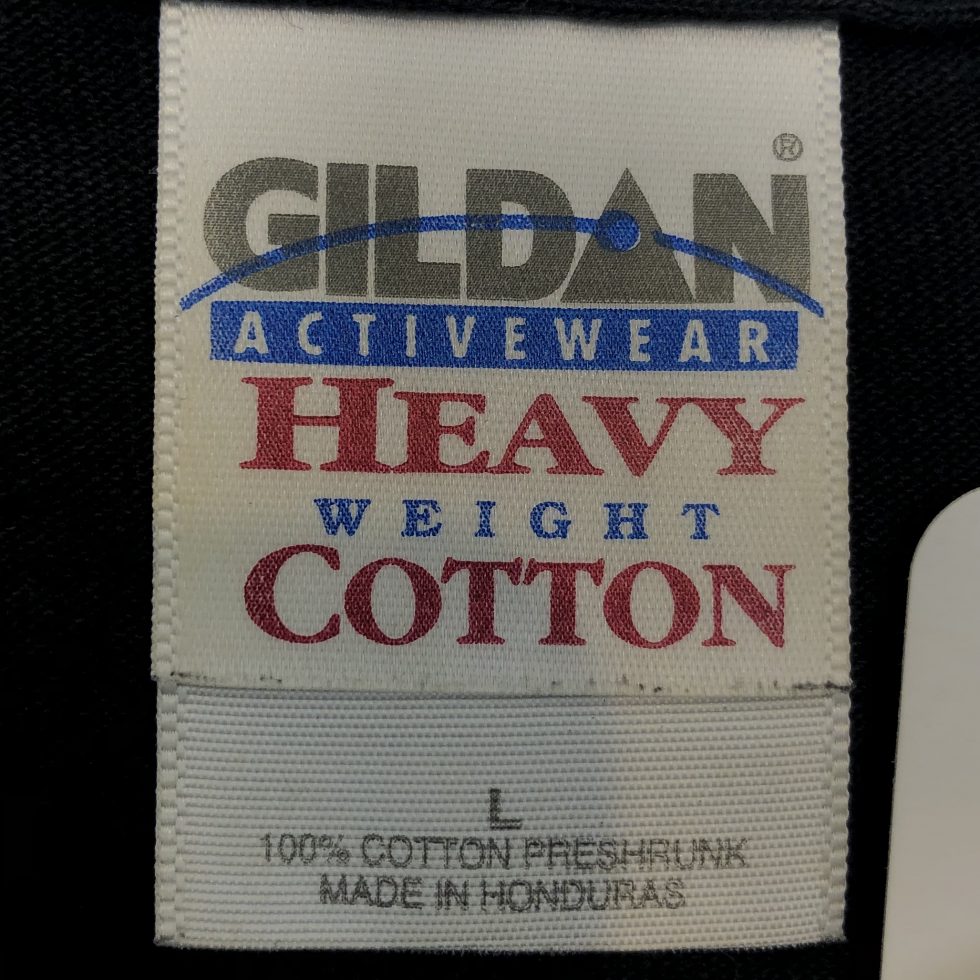 GILDAN®
ACTIVEWEAR
HEAVY
WEIGHT
COTTON
L
100% COTTON PRESHRUNK
MADE IN HONDURAS